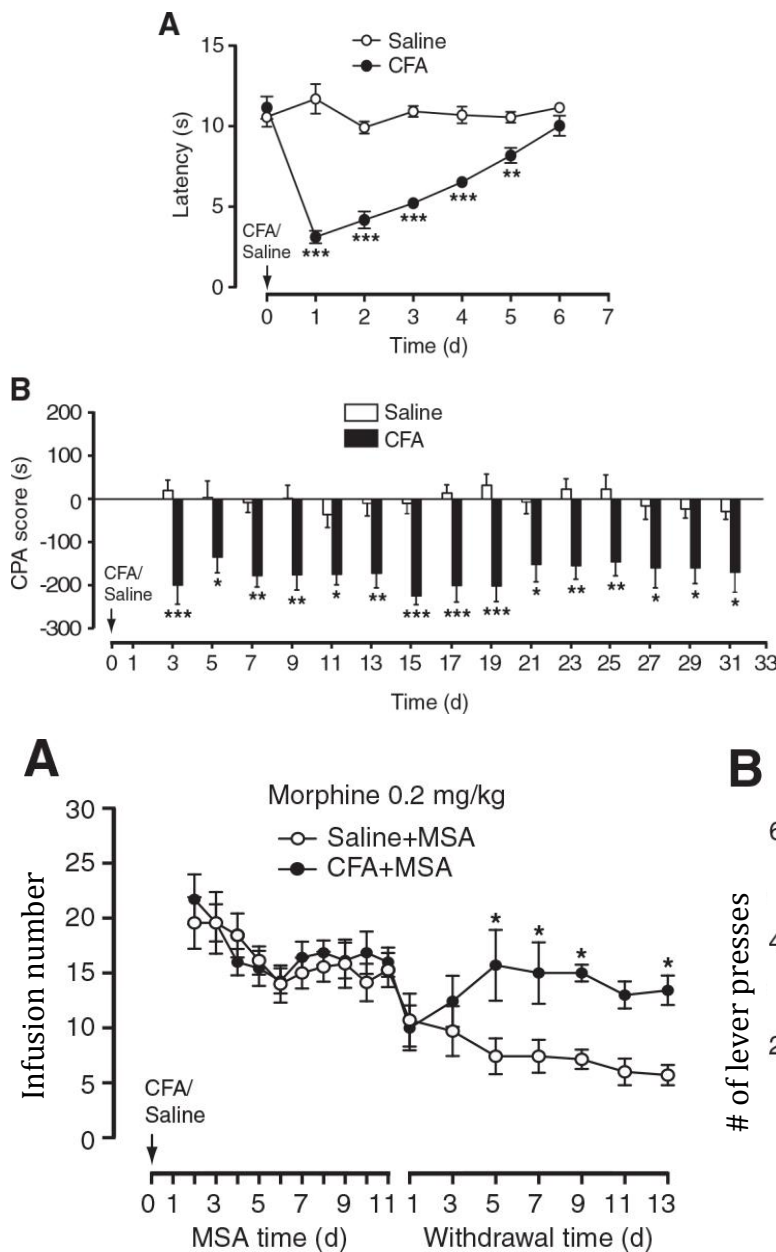 A
Saline
CFA
15
10
5
0
Latency (s)
CFA/
Saline
***
***
***
***
**
0 1 2 3 4 5 6 7
Time (d)
B
Saline
CFA
200
100
0
-100
-200
-300
CPA score (s)
CFA/
Saline
*** * ** ** * ** *** *** *** * ** ** * * *
0 1 3 5 7 9 11 13 15 17 19 21 23 25 27 29 31 33
Time (d)
A
B
Morphine 0.2 mg/kg
Saline+MSA
CFA+MSA
30
25
20
15
10
5
0
Infusion number
CFA/
Saline
* * * *
0 1 3 5 7 9 11 1 3 5 7 9 11 13
MSA time (d) Withdrawal time (d)
# of lever presses
6
4
2